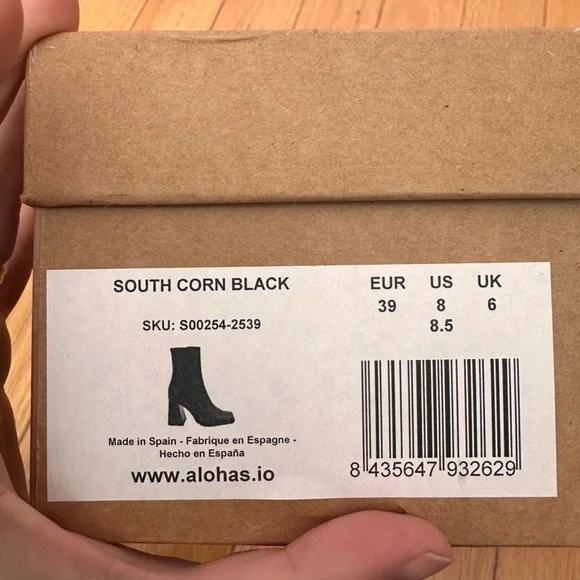 SOUTH CORN BLACK
SKU: S00254-2539
Made in Spain - Fabrique en Espagne -
Hecho en España
www.alohas.io
EUR US UK
39 8 6
8.5
8 435647 932629